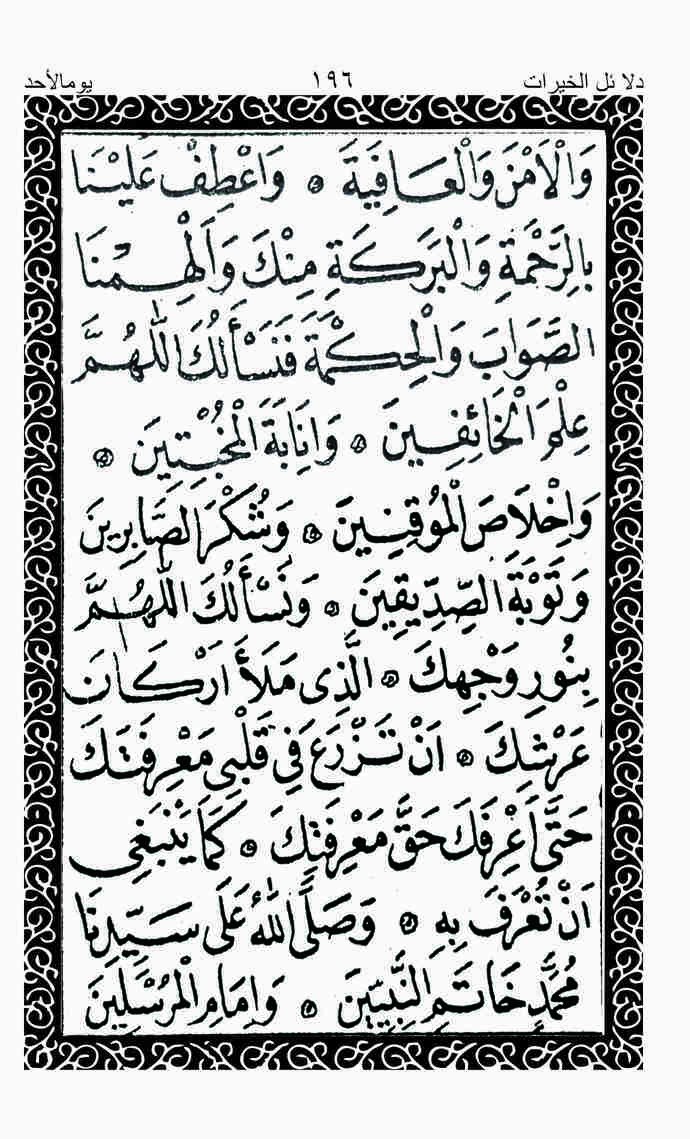 دلائل الخيرات ١٩٦ يوم الأحد
وَالْاَمْنَ وَالْعَافِيَةَ ۞ وَاعْطِفْ عَلَيْنَا
بِالرَّحْمَةِ وَالْبَرَكَةِ مِنْكَ وَاَلْهِمْنَا
الصَّوَابَ وَالْحِكْمَةَ فَنَسْأَلُكَ اللّٰهُمَّ
عِلْمَ الْخَائِفِينَ ۞ وَاِنَابَةَ الْمُخْبِتِينَ ۞
وَاِخْلَاصَ الْمُوقِنِينَ ۞ وَشُكْرَ الصَّابِرِينَ
وَتَوْبَةَ الصِّدِّيقِينَ ۞ وَنَسْأَلُكَ اللّٰهُمَّ
بِنُورِ وَجْهِكَ ۞ الَّذِى مَلَأَ اَرْكَانَ
عَرْشِكَ ۞ اَنْ تَزْرَعَ فِى قَلْبِى مَعْرِفَتَكَ
حَتَّى اَعْرِفَكَ حَقَّ مَعْرِفَتِكَ ۞ كَمَا يَنْبَغِى
اَنْ تُعْرَفَ بِهِ ۞ وَصَلَّى اللّٰهُ عَلَى سَيِّدِنَا
مُحَمَّدٍ خَاتَمِ النَّبِيِّينَ ۞ وَاِمَامِ الْمُرْسَلِينَ